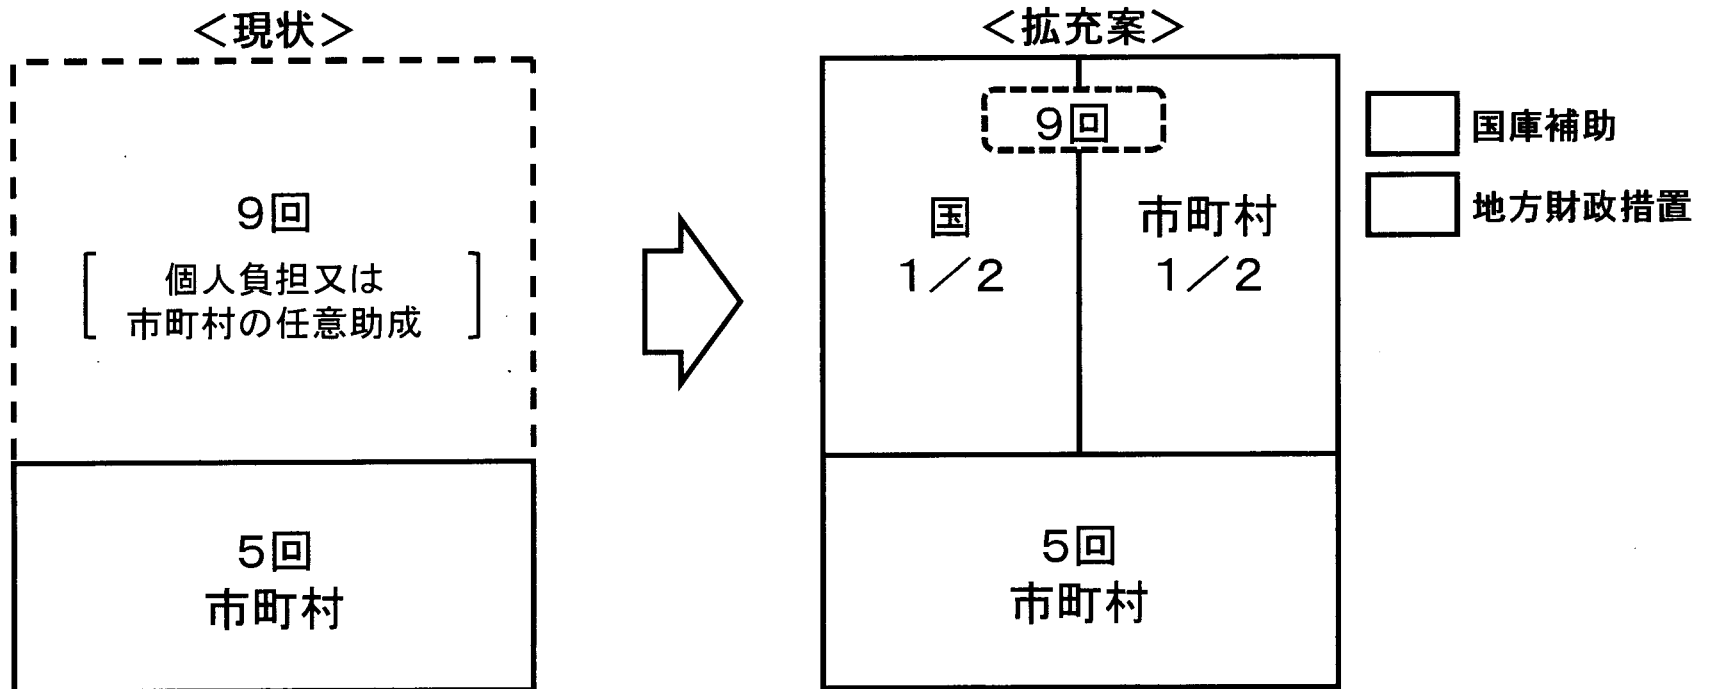 ＜現状＞
9回
個人負担又は
市町村の任意助成
5回
市町村
＜拡充案＞
9回
国
1／2
市町村
1／2
5回
市町村
国庫補助
地方財政措置